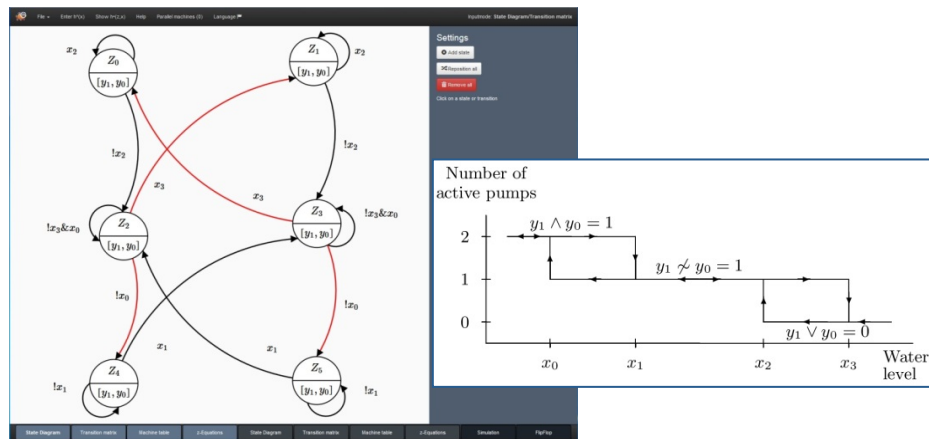 File
Enter h*(x)
Show h*(z,x)
Help
Parallel machines (0)
Language
Inputmode: State Diagram/Transition matrix
Settings
Add state
Reposition all
Remove all
Click on a state or transition
x₂
Z₀
[y₁, y₀]
Z₁
[y₁, y₀]
x₂
!x₂
!x₂
x₃
x₃
!x₃&x₀
Z₂
[y₁, y₀]
Z₃
[y₁, y₀]
!x₃&x₀
!x₀
!x₀
x₁
x₁
!x₁
Z₄
[y₁, y₀]
Z₅
[y₁, y₀]
!x₁
State-Diagram
Transition matrix
Machine table
z-Equations
State Diagram
Transition matrix
Machine table
z-Equations
Simulation
FlipFlop
Number of
active pumps
y₁ ∧ y₀ = 1
2
y₁ ≁ y₀ = 1
1
0
y₁ ∨ y₀ = 0
x₀
x₁
x₂
x₃
Water
level